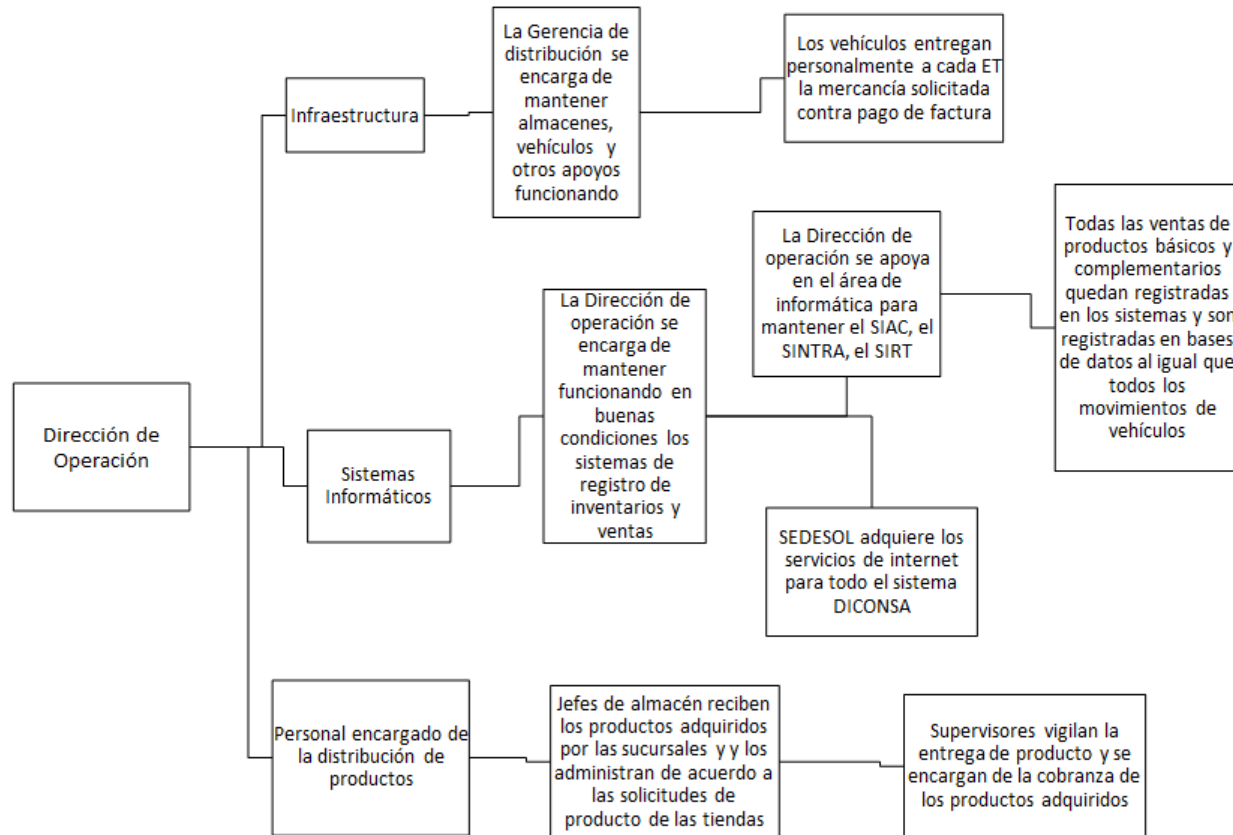 La Gerencia de
distribución se
encarga de
mantener
almacenes,
vehículos y
otros apoyos
funcionando
Los vehículos entregan
personalmente a cada ET
la mercancía solicitada
contra pago de factura
Infraestructura
Todas las ventas de
productos básicos y
complementarios
quedan registradas
en los sistemas y son
registradas en bases
de datos al igual que
todos los
movimientos de
vehículos
La Dirección de
operación se apoya
en el área de
informática para
mantener el SIAC, el
SINTRA, el SIRT
La Dirección de
operación se
encarga de
mantener
funcionando en
buenas
condiciones los
sistemas de
registro de
inventarios y
ventas
Dirección de
Operación
Sistemas
Informáticos
SEDESOL adquiere los
servicios de internet
para todo el sistema
DICONSA
Personal encargado de
la distribución de
productos
Jefes de almacén reciben
los productos adquiridos
por las sucursales y y los
administran de acuerdo a
las solicitudes de
producto de las tiendas
Supervisores vigilan la
entrega de producto y se
encargan de la cobranza de
los productos adquiridos